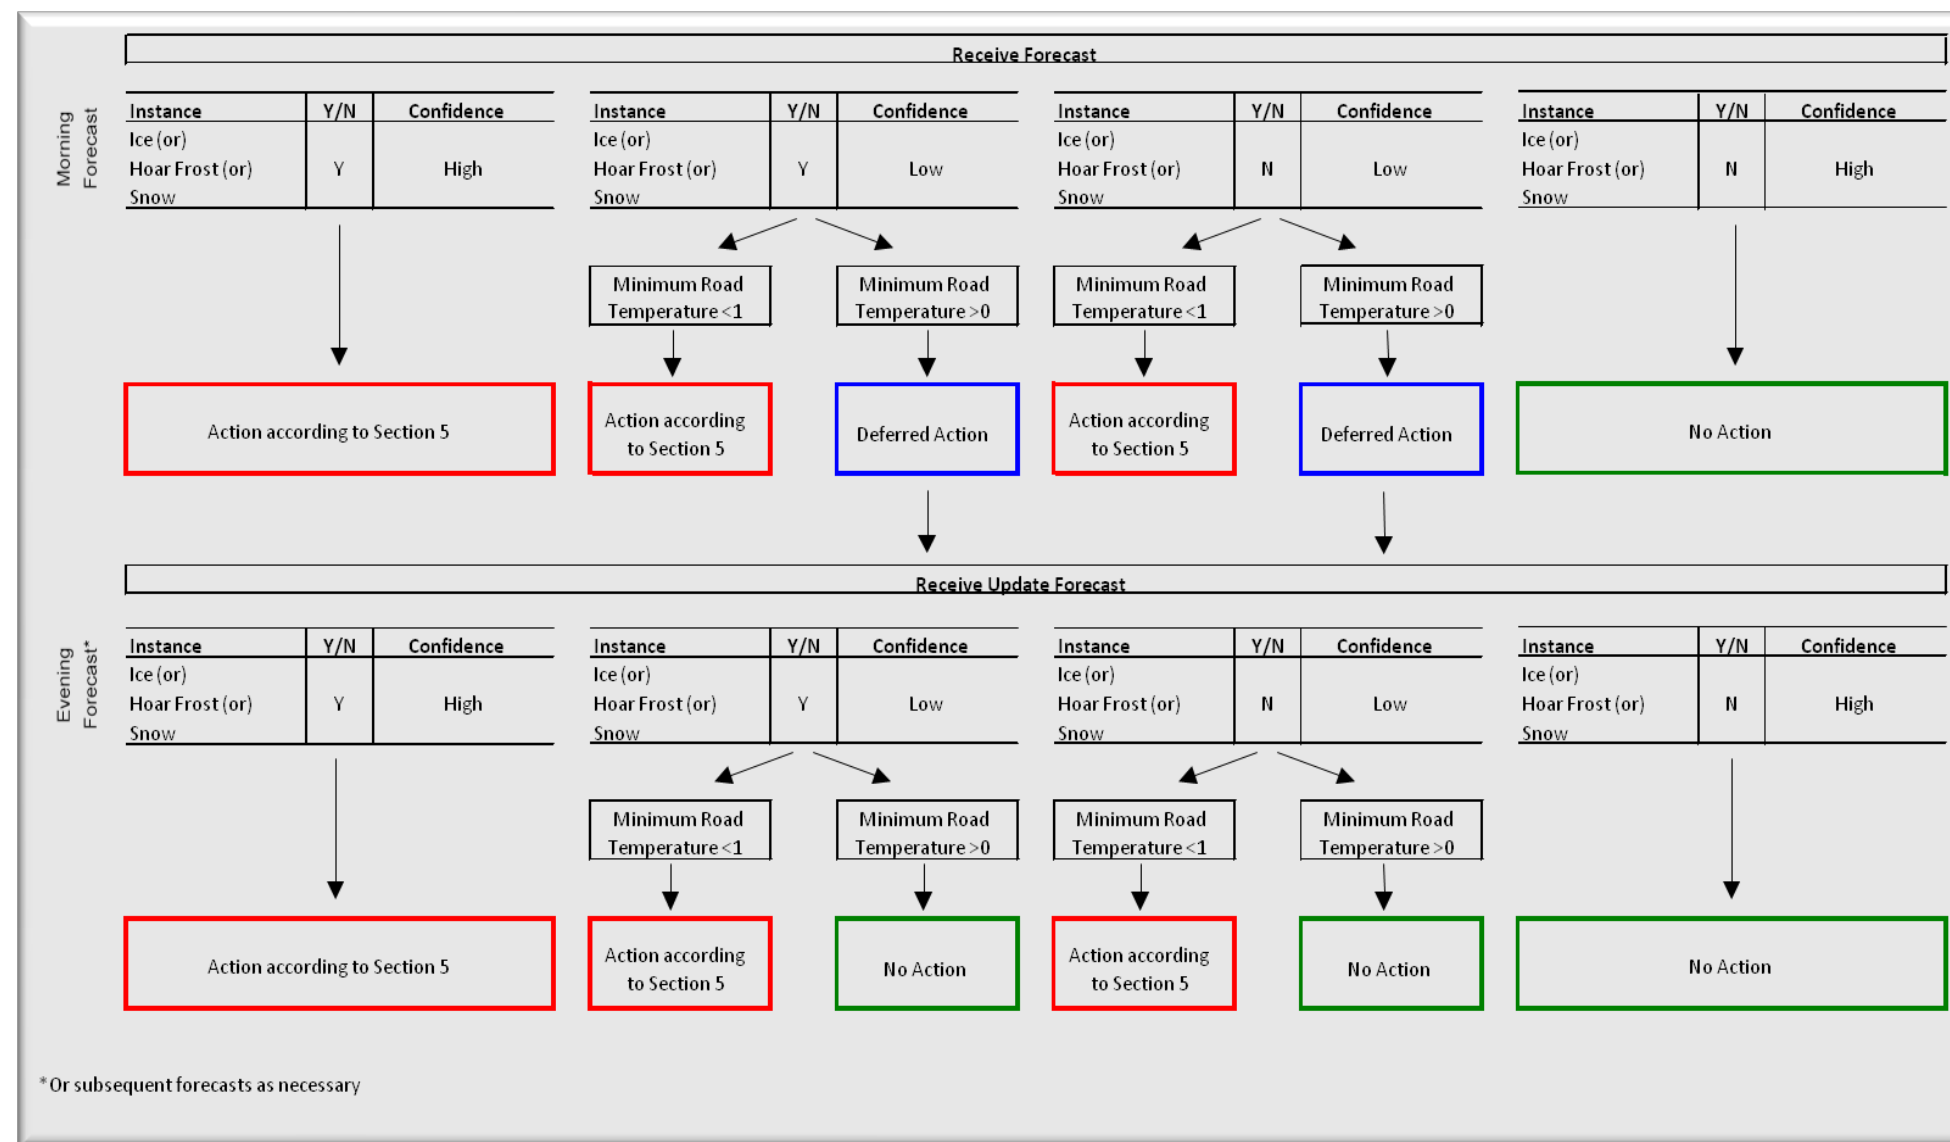 Receive Forecast
Morning
Forecast
Instance Y/N Confidence
Ice (or)
Hoar Frost (or) Y High
Snow
Instance Y/N Confidence
Ice (or)
Hoar Frost (or) Y Low
Snow
Instance Y/N Confidence
Ice (or)
Hoar Frost (or) N Low
Snow
Instance Y/N Confidence
Ice (or)
Hoar Frost (or) N High
Snow
Minimum Road
Temperature <1
Minimum Road
Temperature >0
Minimum Road
Temperature <1
Minimum Road
Temperature >0
Action according to Section 5
Action according
to Section 5
Deferred Action
Action according
to Section 5
Deferred Action
No Action
Receive Update Forecast
Evening
Forecast*
Instance Y/N Confidence
Ice (or)
Hoar Frost (or) Y High
Snow
Instance Y/N Confidence
Ice (or)
Hoar Frost (or) Y Low
Snow
Instance Y/N Confidence
Ice (or)
Hoar Frost (or) N Low
Snow
Instance Y/N Confidence
Ice (or)
Hoar Frost (or) N High
Snow
Minimum Road
Temperature <1
Minimum Road
Temperature >0
Minimum Road
Temperature <1
Minimum Road
Temperature >0
Action according to Section 5
Action according
to Section 5
No Action
Action according
to Section 5
No Action
No Action
*Or subsequent forecasts as necessary